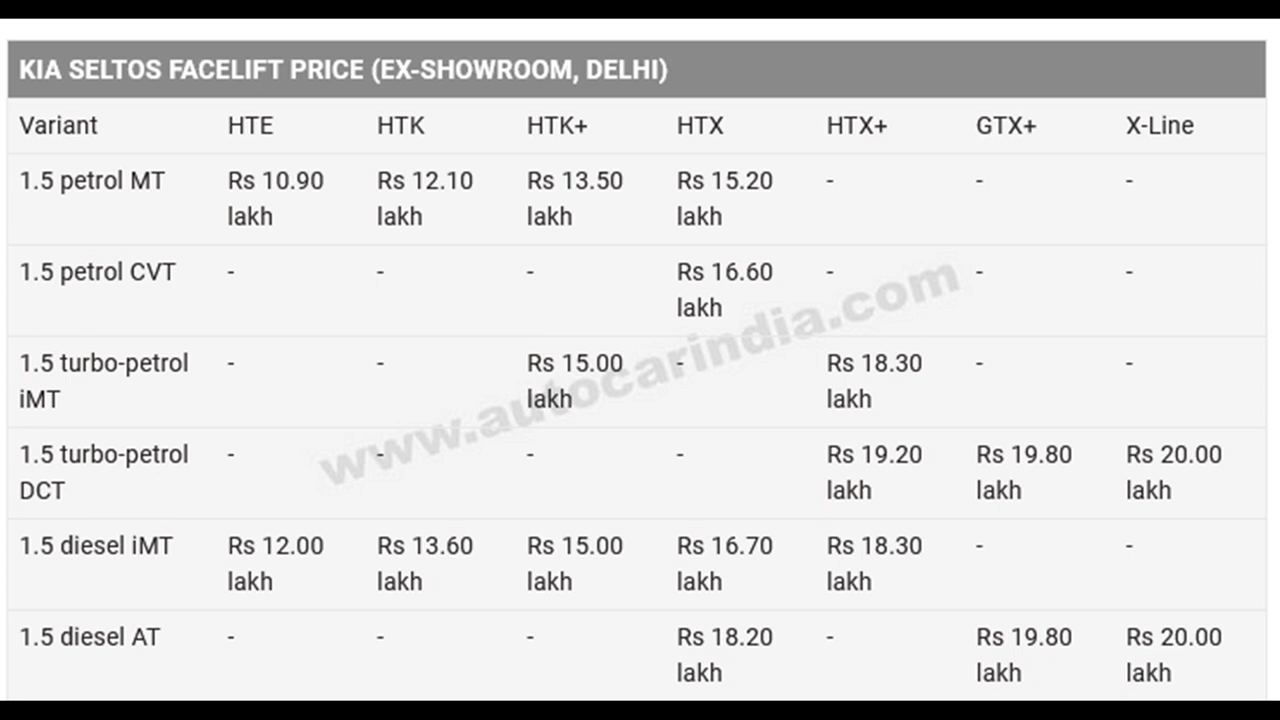 KIA SELTOS FACELIFT PRICE (EX-SHOWROOM, DELHI)
Variant HTE HTK HTK+ HTX HTX+ GTX+ X-Line
1.5 petrol MT Rs 10.90 Rs 12.10 Rs 13.50 Rs 15.20 - - -
lakh lakh lakh lakh
1.5 petrol CVT - - - Rs 16.60 - - -
lakh
1.5 turbo-petrol - - Rs 15.00 - Rs 18.30 - -
iMT lakh lakh
1.5 turbo-petrol - - - - Rs 19.20 Rs 19.80 Rs 20.00
DCT lakh lakh lakh
1.5 diesel iMT Rs 12.00 Rs 13.60 Rs 15.00 Rs 16.70 Rs 18.30 - -
lakh lakh lakh lakh lakh
1.5 diesel AT - - - Rs 18.20 - Rs 19.80 Rs 20.00
lakh lakh lakh
www.autocarindia.com